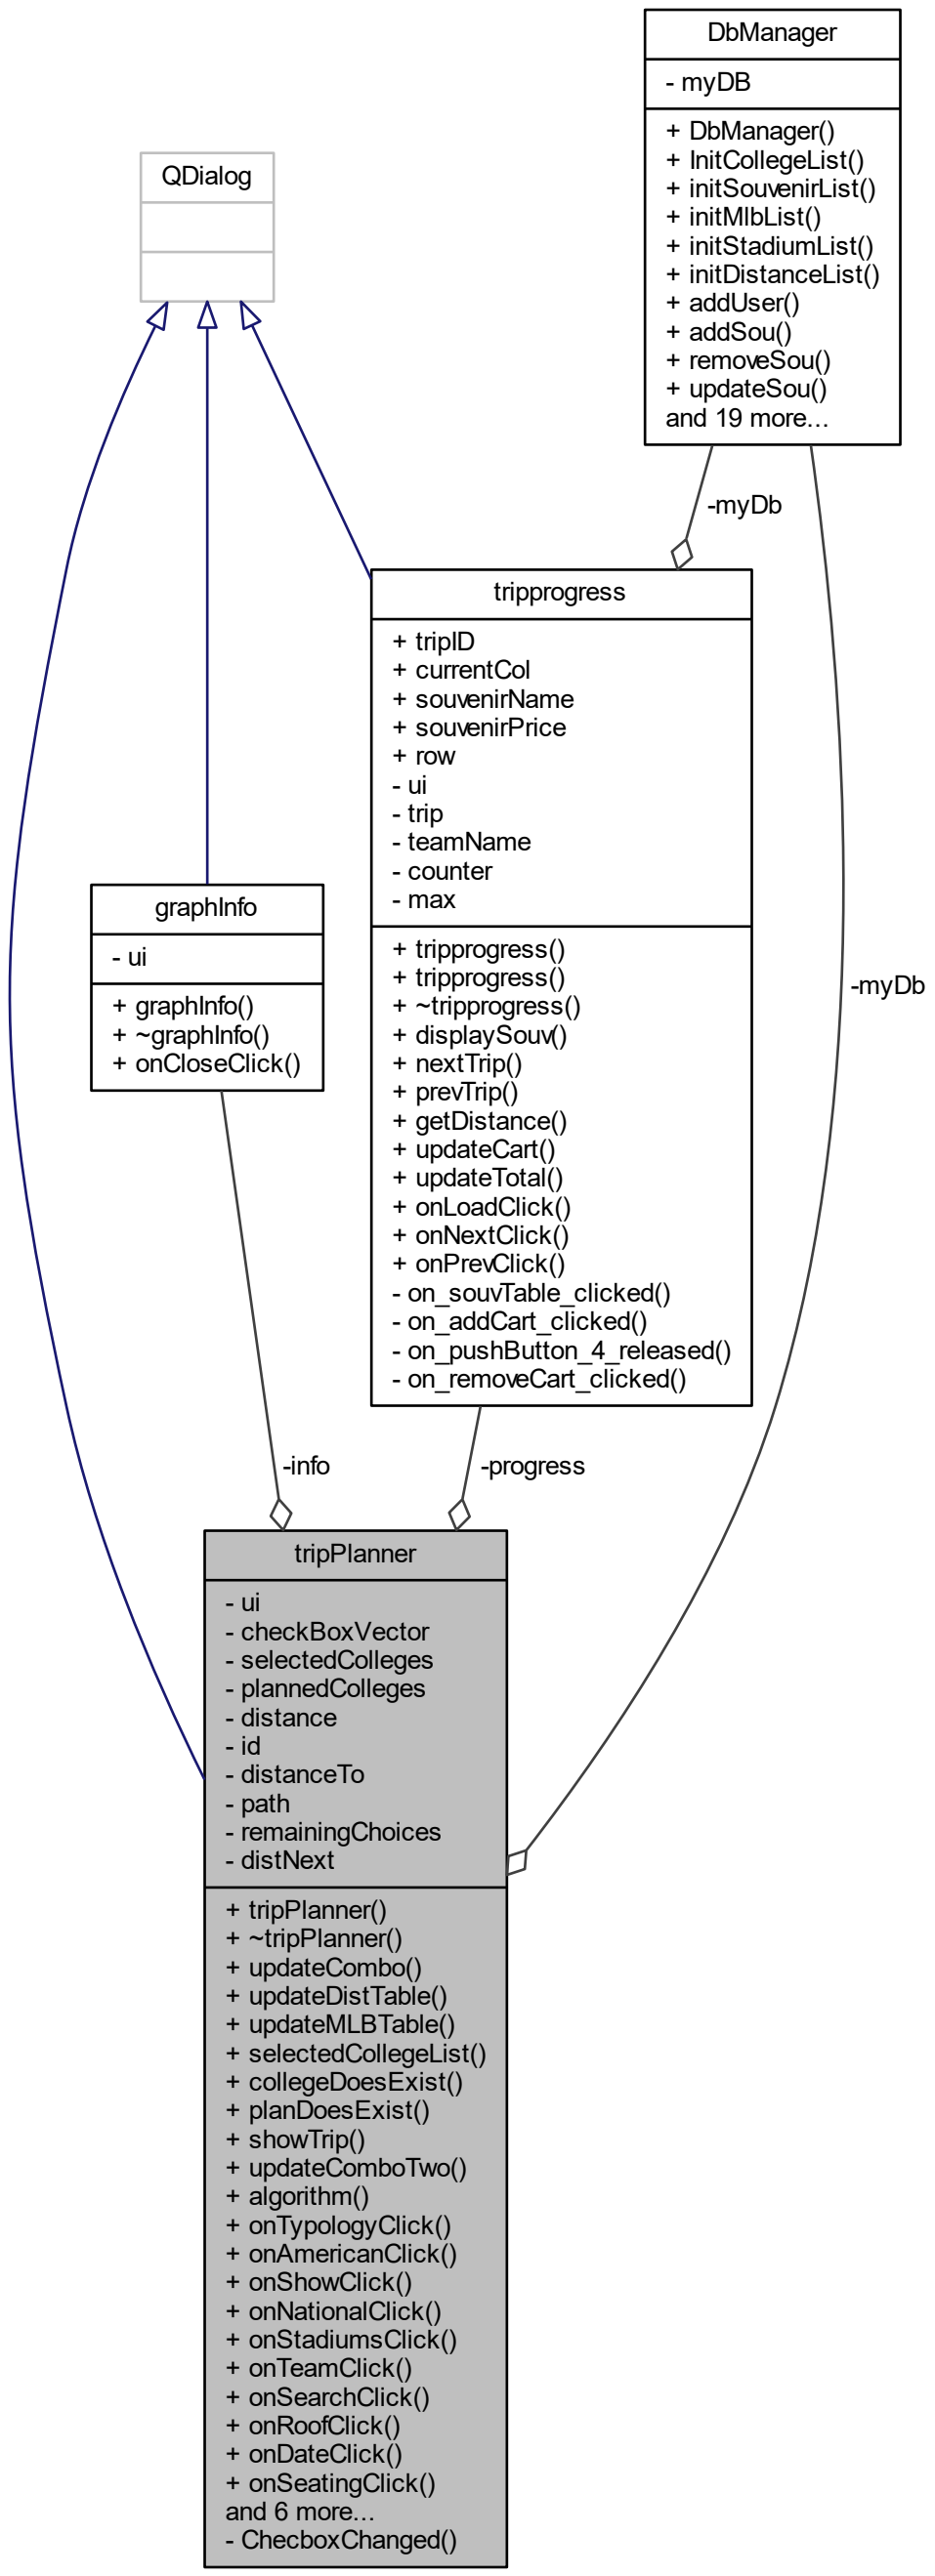 DbManager
- myDB
+ DbManager()
+ InitCollegeList()
+ initSouvenirList()
+ initMlbList()
+ initStadiumList()
+ initDistanceList()
+ addUser()
+ addSou()
+ removeSou()
+ updateSou()
and 19 more...
QDialog
-myDb
tripprogress
+ tripID
+ currentCol
+ souvenirName
+ souvenirPrice
+ row
- ui
- trip
- teamName
- counter
- max
+ tripprogress()
+ tripprogress()
+ ~tripprogress()
+ displaySouv()
+ nextTrip()
+ prevTrip()
+ getDistance()
+ updateCart()
+ updateTotal()
+ onLoadClick()
+ onNextClick()
+ onPrevClick()
- on_souvTable_clicked()
- on_addCart_clicked()
- on_pushButton_4_released()
- on_removeCart_clicked()
graphInfo
- ui
+ graphInfo()
+ ~graphInfo()
+ onCloseClick()
-myDb
-info
-progress
tripPlanner
- ui
- checkBoxVector
- selectedColleges
- plannedColleges
- distance
- id
- distanceTo
- path
- remainingChoices
- distNext
+ tripPlanner()
+ ~tripPlanner()
+ updateCombo()
+ updateDistTable()
+ updateMLBTable()
+ selectedCollegeList()
+ collegeDoesExist()
+ planDoesExist()
+ showTrip()
+ updateComboTwo()
+ algorithm()
+ onTypologyClick()
+ onAmericanClick()
+ onShowClick()
+ onNationalClick()
+ onStadiumsClick()
+ onTeamClick()
+ onSearchClick()
+ onRoofClick()
+ onDateClick()
+ onSeatingClick()
and 6 more...
- ChecboxChanged()